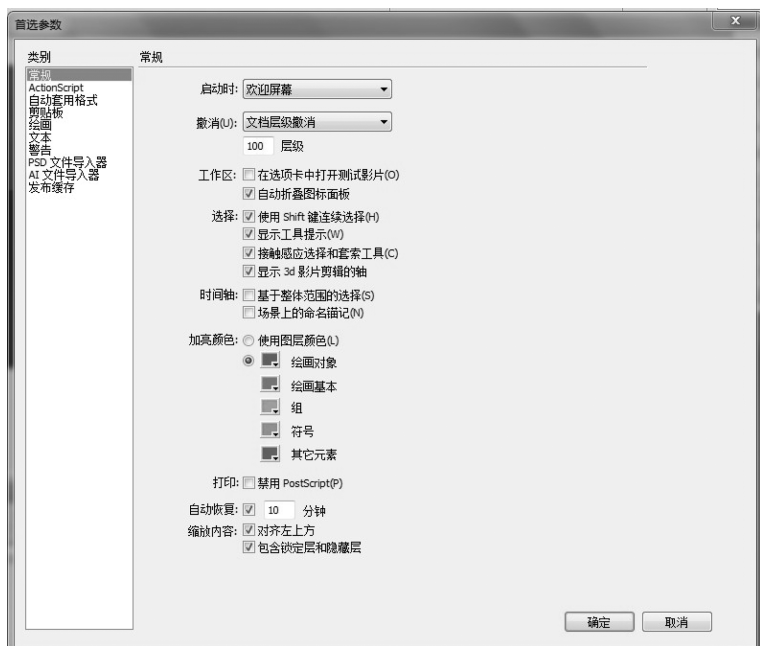 首选参数
类别
常规
ActionScript
自动套用格式
剪贴板
绘画
文本
警告
PSD 文件导入器
AI 文件导入器
发布缓存
常规
启动时: 欢迎屏幕
撤消(U): 文档层级撤消
100 层级
工作区: 在选项卡中打开测试影片(O)
自动折叠图标面板
选择: 使用 Shift 键连续选择(H)
显示工具提示(W)
接触感应选择和套索工具(C)
显示 3d 影片剪辑的轴
时间轴: 基于整体范围的选择(S)
场景上的命名锚记(N)
加亮颜色: 使用图层颜色(L)
绘画对象
绘画基本
组
符号
其它元素
打印: 禁用 PostScript(P)
自动恢复: 10 分钟
缩放内容: 对齐左上方
包含锁定层和隐藏层
确定 取消